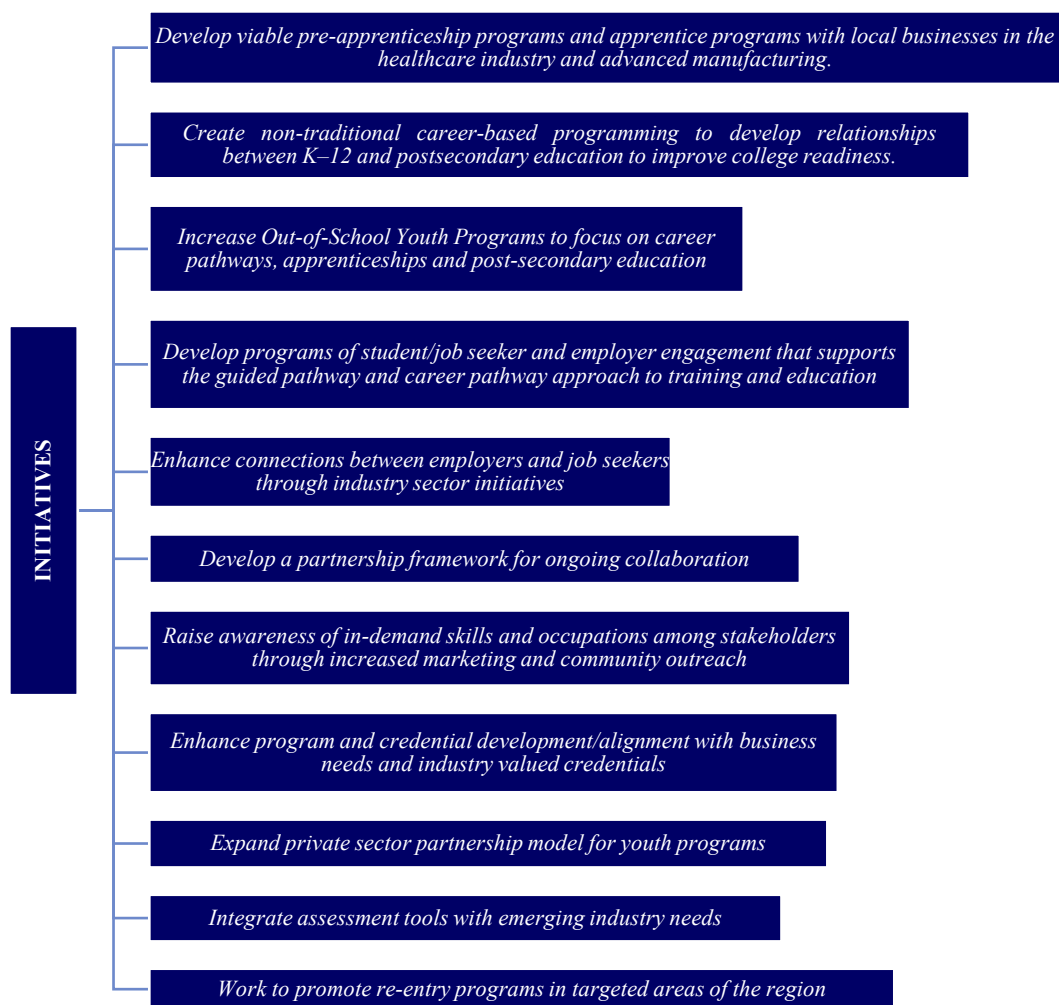 Develop viable pre-apprenticeship programs and apprentice programs with local businesses in the
healthcare industry and advanced manufacturing.
Create non-traditional career-based programming to develop relationships
between K–12 and postsecondary education to improve college readiness.
Increase Out-of-School Youth Programs to focus on career
pathways, apprenticeships and post-secondary education
Develop programs of student/job seeker and employer engagement that supports
the guided pathway and career pathway approach to training and education
INITIATIVES
Enhance connections between employers and job seekers
through industry sector initiatives
Develop a partnership framework for ongoing collaboration
Raise awareness of in-demand skills and occupations among stakeholders
through increased marketing and community outreach
Enhance program and credential development/alignment with business
needs and industry valued credentials
Expand private sector partnership model for youth programs
Integrate assessment tools with emerging industry needs
Work to promote re-entry programs in targeted areas of the region